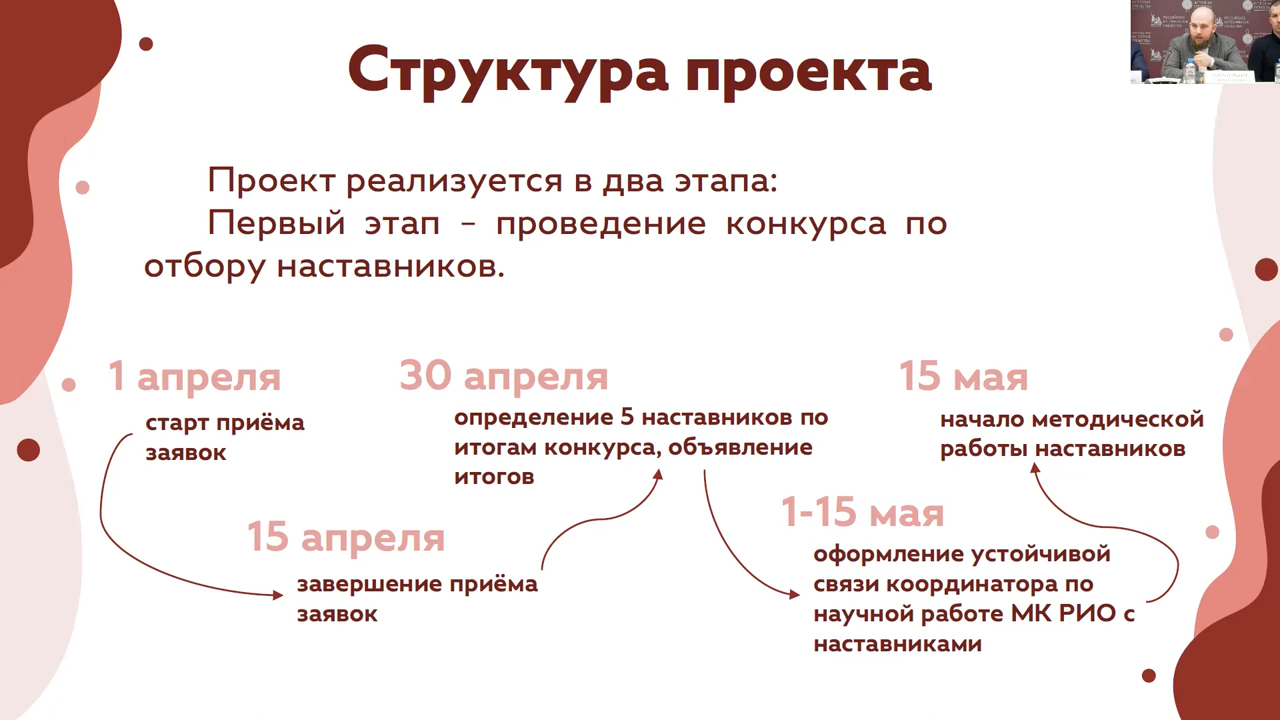 Структура проекта
Проект реализуется в два этапа:
Первый этап – проведение конкурса по
отбору наставников.
1 апреля
старт приёма
заявок
15 апреля
завершение приёма
заявок
30 апреля
определение 5 наставников по
итогам конкурса, объявление
итогов
1-15 мая
оформление устойчивой
связи координатора по
научной работе МК РИО с
наставниками
15 мая
начало методической
работы наставников